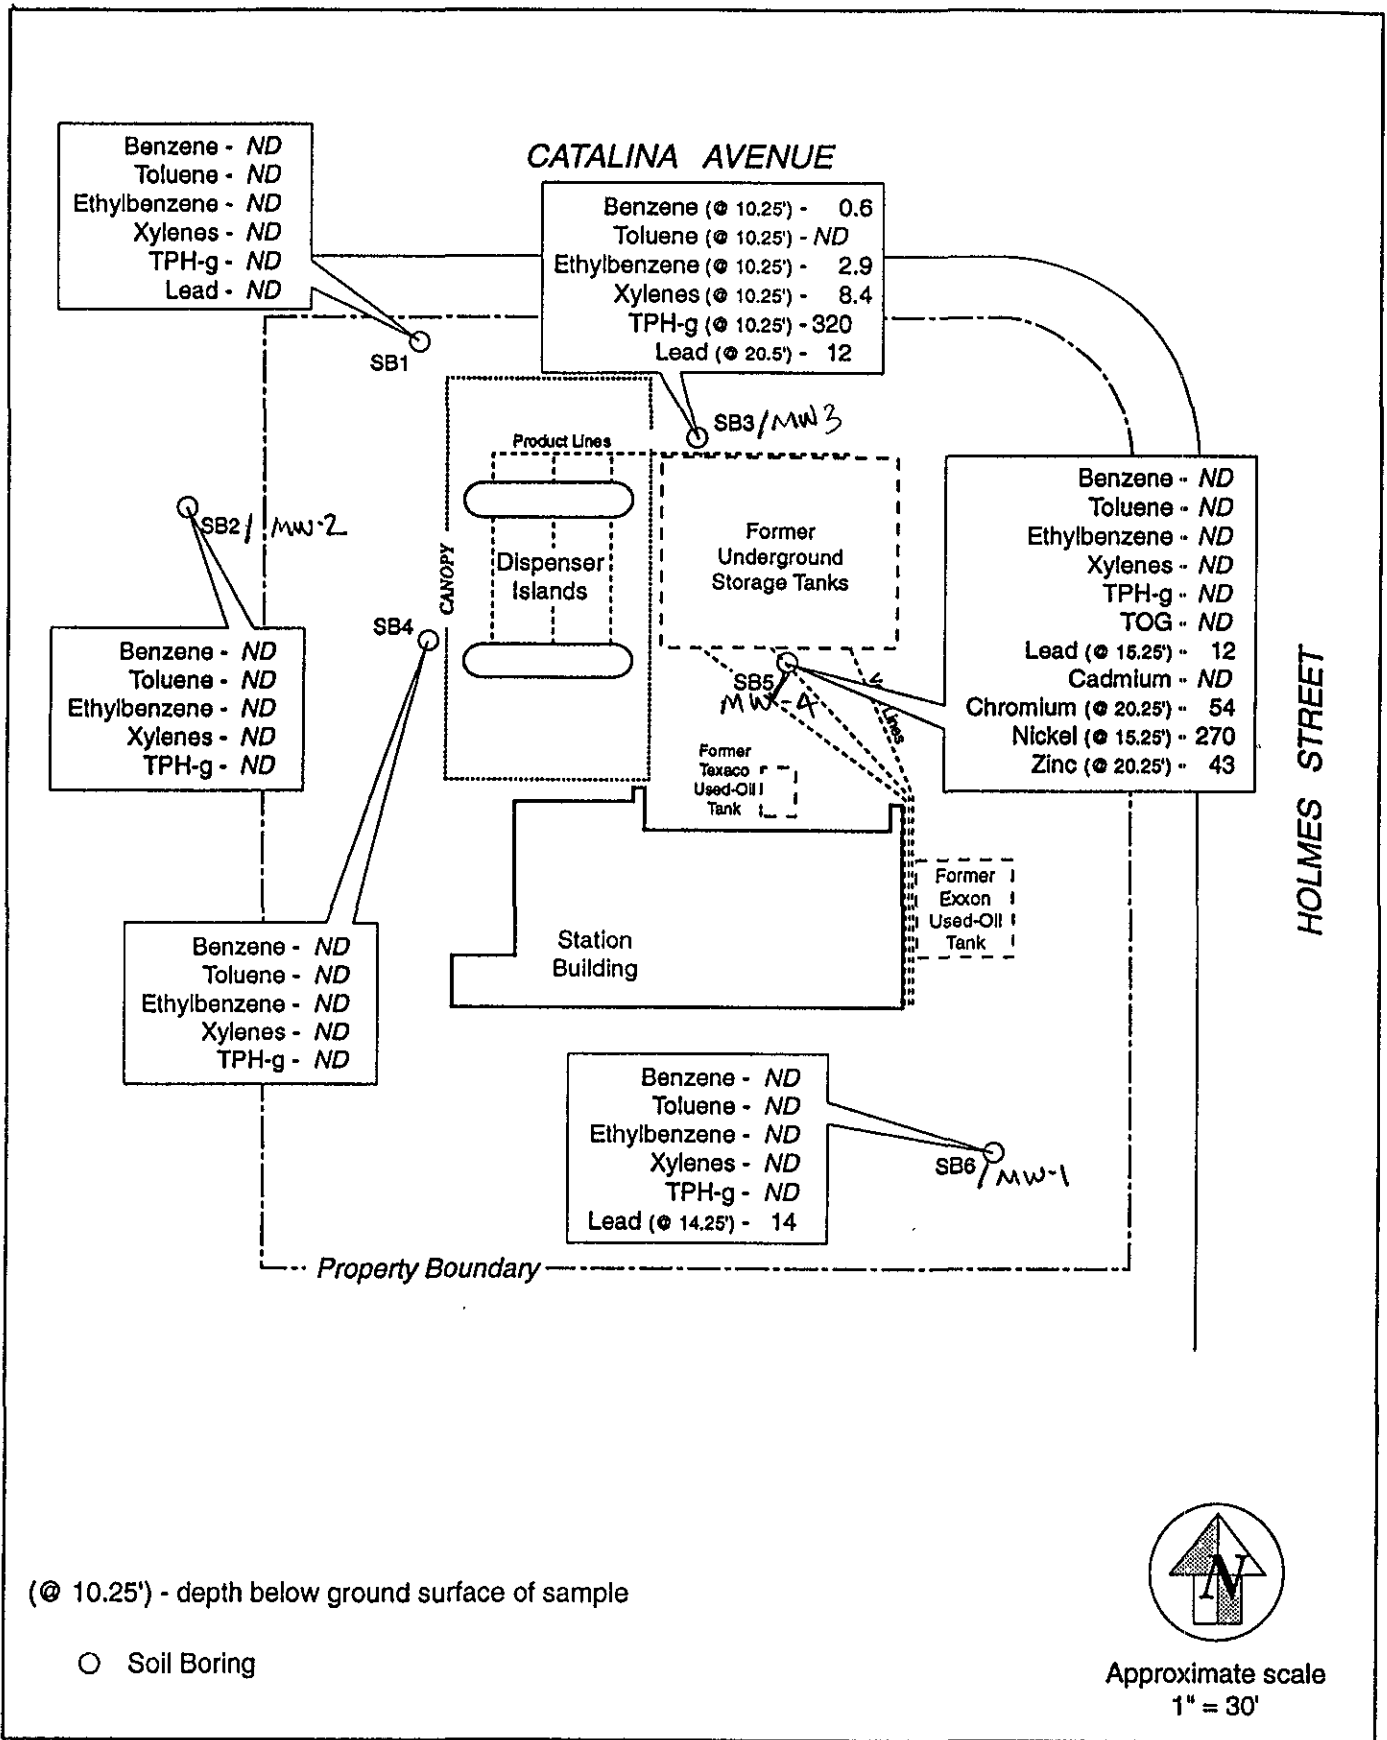 CATALINA AVENUE
Benzene - ND
Toluene - ND
Ethylbenzene - ND
Xylenes - ND
TPH-g - ND
Lead - ND
SB1
Benzene (@ 10.25') - 0.6
Toluene (@ 10.25') - ND
Ethylbenzene (@ 10.25') - 2.9
Xylenes (@ 10.25') - 8.4
TPH-g (@ 10.25') - 320
Lead (@ 20.5') - 12
SB3/MW3
Product Lines
SB2/ MW-2
CANOPY
Dispenser
Islands
Former
Underground
Storage Tanks
Benzene - ND
Toluene - ND
Ethylbenzene - ND
Xylenes - ND
TPH-g - ND
TOG - ND
Lead (@ 15.25') - 12
Cadmium - ND
Chromium (@ 20.25') - 54
Nickel (@ 15.25') - 270
Zinc (@ 20.25') - 43
HOLMES STREET
Benzene - ND
Toluene - ND
Ethylbenzene - ND
Xylenes - ND
TPH-g - ND
SB4
SB5
MW-4
Lines
Former
Texaco
Used-Oil
Tank
Former
Exxon
Used-Oil
Tank
Station
Building
Benzene - ND
Toluene - ND
Ethylbenzene - ND
Xylenes - ND
TPH-g - ND
Benzene - ND
Toluene - ND
Ethylbenzene - ND
Xylenes - ND
TPH-g - ND
Lead (@ 14.25') - 14
SB6/MW-1
Property Boundary
(@ 10.25') - depth below ground surface of sample
Soil Boring
N
Approximate scale
1" = 30'